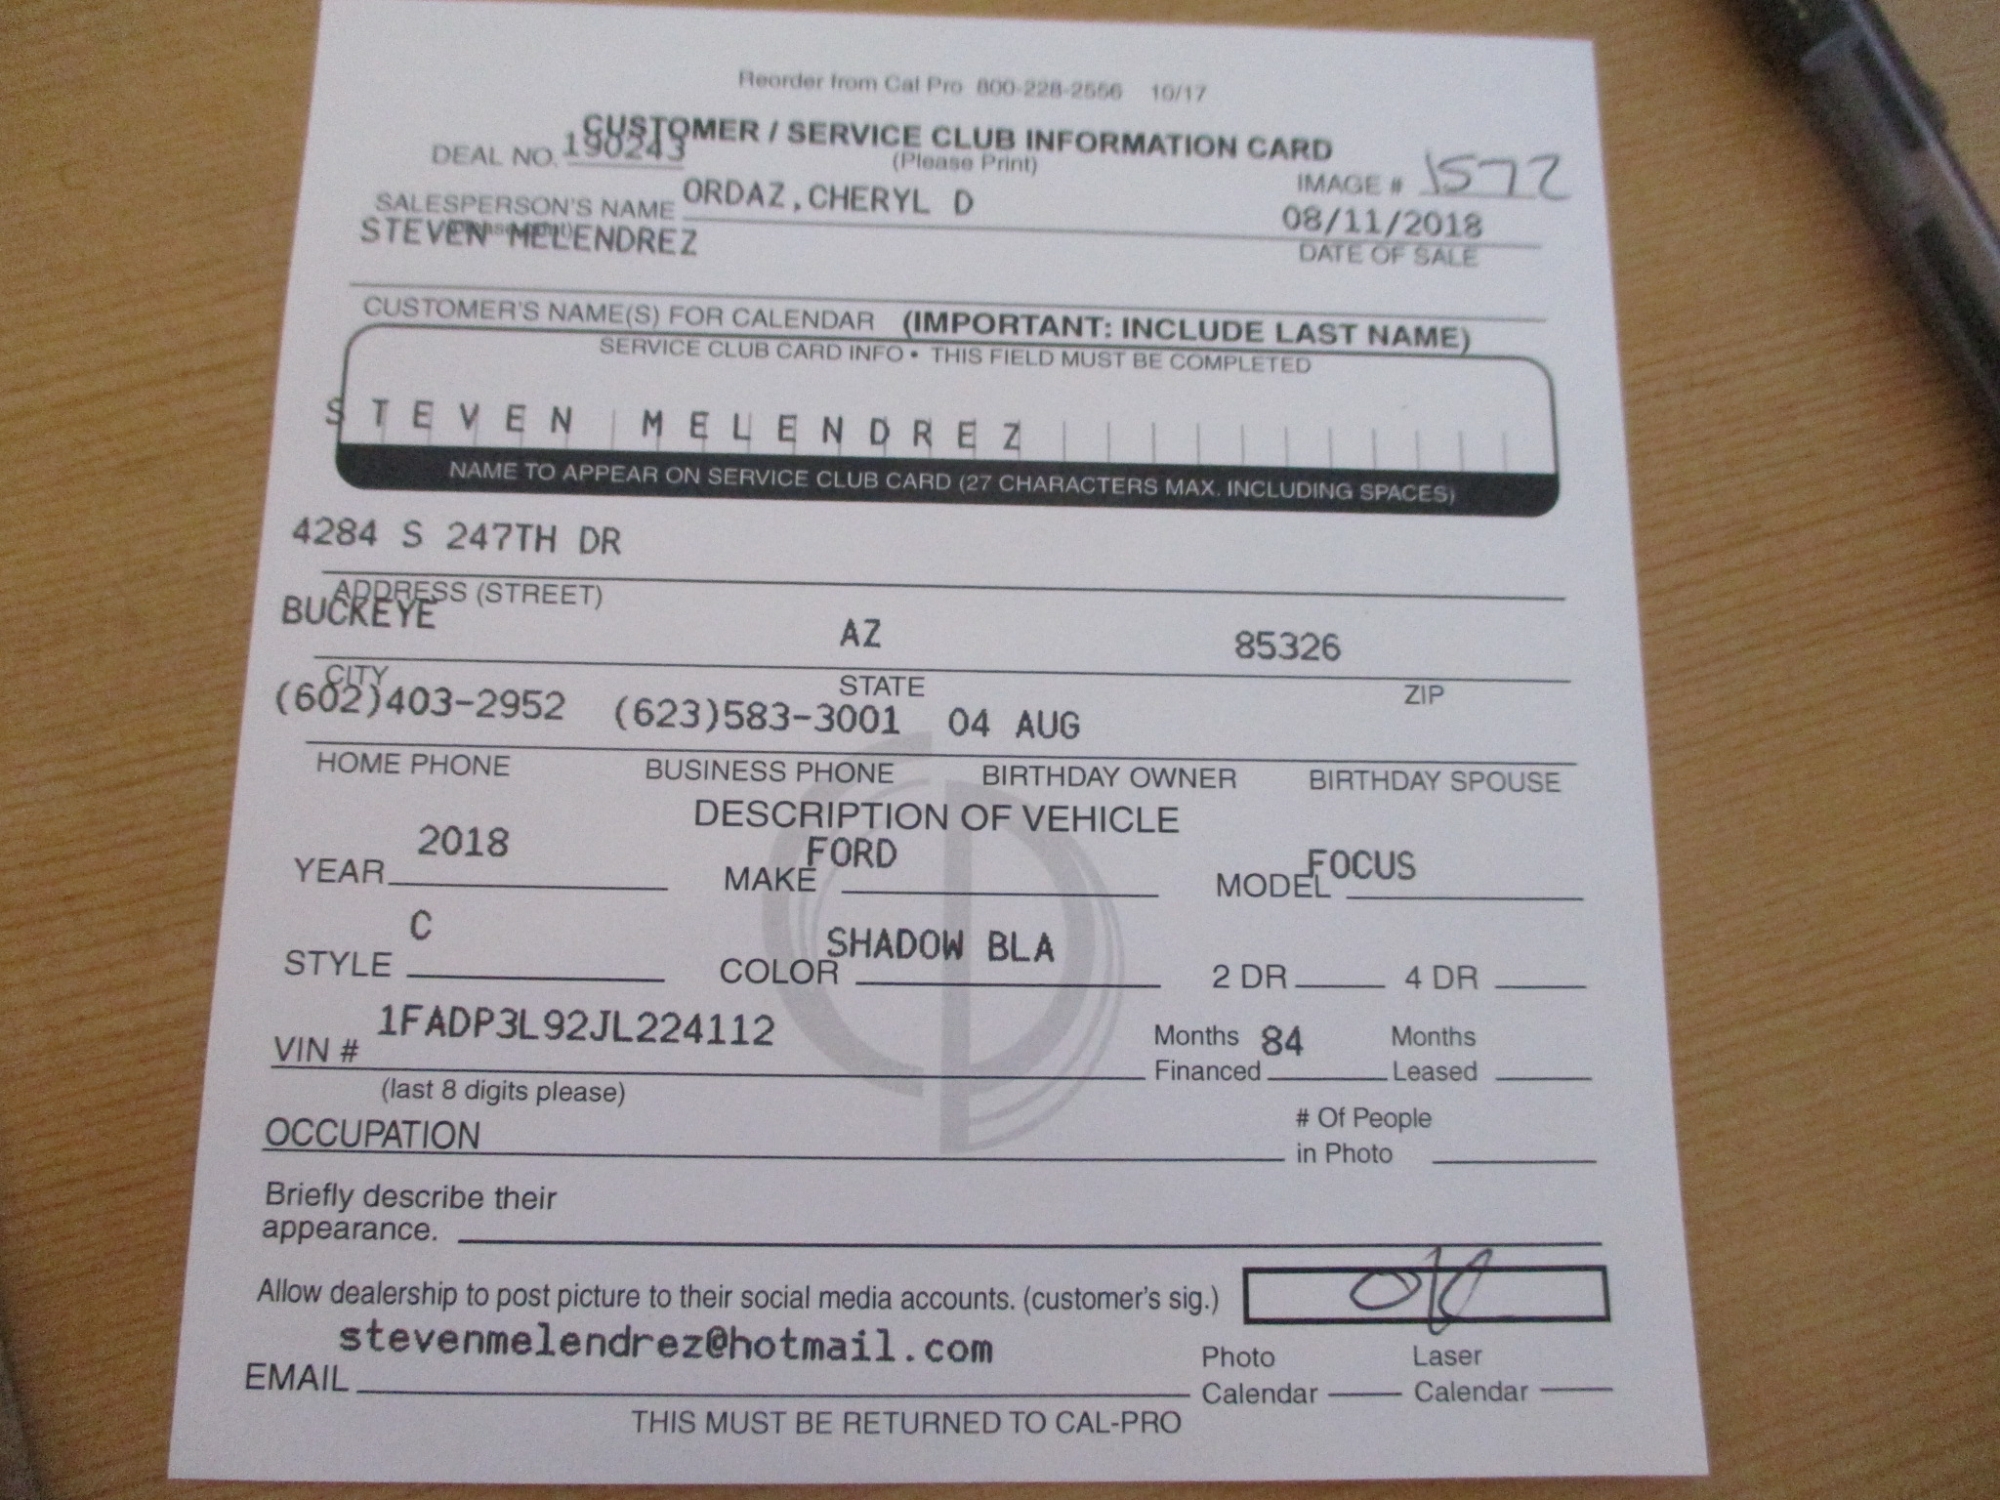 Reorder from Cal Pro 800-228-2556 10/17
CUSTOMER / SERVICE CLUB INFORMATION CARD
DEAL NO. 190243 (Please Print)
IMAGE # 1572
SALESPERSON'S NAME ORDAZ,CHERYL D 08/11/2018
STEVEN MELENDREZ DATE OF SALE
CUSTOMER'S NAME(S) FOR CALENDAR (IMPORTANT: INCLUDE LAST NAME)
SERVICE CLUB CARD INFO • THIS FIELD MUST BE COMPLETED
STEVEN MELENDREZ
NAME TO APPEAR ON SERVICE CLUB CARD (27 CHARACTERS MAX. INCLUDING SPACES)
4284 S 247TH DR
ADDRESS (STREET)
BUCKEYE AZ 85326
CITY STATE ZIP
(602)403-2952 (623)583-3001 04 AUG
HOME PHONE BUSINESS PHONE BIRTHDAY OWNER BIRTHDAY SPOUSE
DESCRIPTION OF VEHICLE
YEAR 2018 MAKE FORD MODEL FOCUS
STYLE C COLOR SHADOW BLA 2 DR 4 DR
VIN # 1FADP3L92JL224112 Months Financed 84 Months Leased
(last 8 digits please)
OCCUPATION # Of People in Photo
Briefly describe their
appearance.
Allow dealership to post picture to their social media accounts. (customer's sig.) OK
stevenmelendrez@hotmail.com
EMAIL Photo Calendar Laser Calendar
THIS MUST BE RETURNED TO CAL-PRO